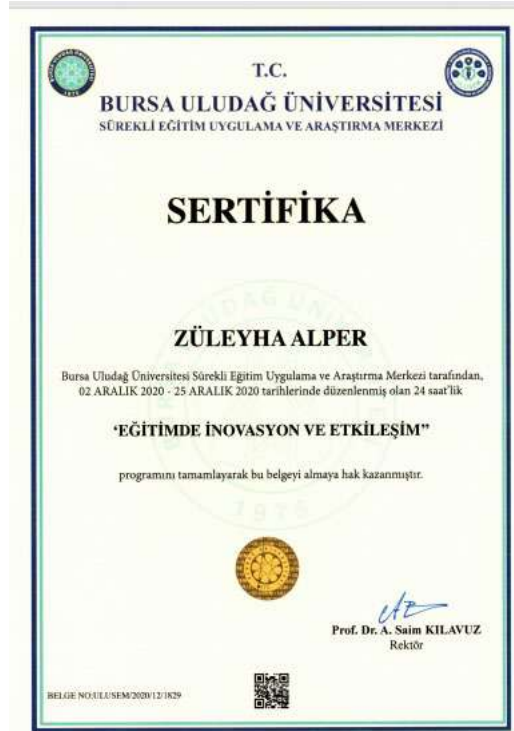 T.C.
BURSA ULUDAĞ ÜNİVERSİTESİ
SÜREKLİ EĞİTİM UYGULAMA VE ARAŞTIRMA MERKEZİ
SERTİFİKA
ZÜLEYHA ALPER
Bursa Uludağ Üniversitesi Sürekli Eğitim Uygulama ve Araştırma Merkezi tarafından,
02 ARALIK 2020 - 25 ARALIK 2020 tarihlerinde düzenlenmiş olan 24 saat'lik
‘EĞİTİMDE İNOVASYON VE ETKİLEŞİM”
programını tamamlayarak bu belgeyi almaya hak kazanmıştır.
1975
Prof. Dr. A. Saim KILAVUZ
Rektör
BELGE NO:ULUSEM/2020/12/1829